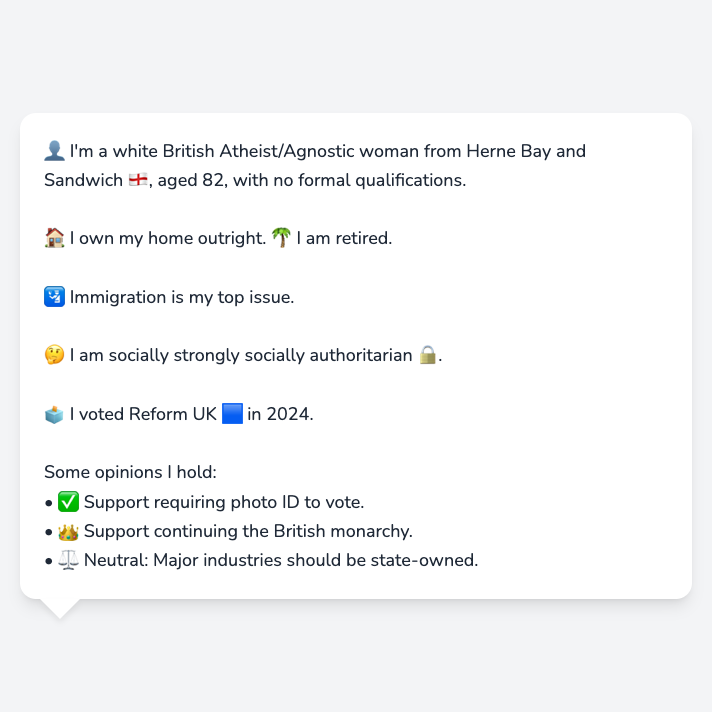 👤 I'm a white British Atheist/Agnostic woman from Herne Bay and
Sandwich 🏴󠁧󠁢󠁥󠁮󠁧󠁿, aged 82, with no formal qualifications.
🏠 I own my home outright. 🌴 I am retired.
🛂 Immigration is my top issue.
🤔 I am socially strongly socially authoritarian 🔒.
🗳️ I voted Reform UK 🟦 in 2024.
Some opinions I hold:
• ✅ Support requiring photo ID to vote.
• 👑 Support continuing the British monarchy.
• ⚖️ Neutral: Major industries should be state-owned.